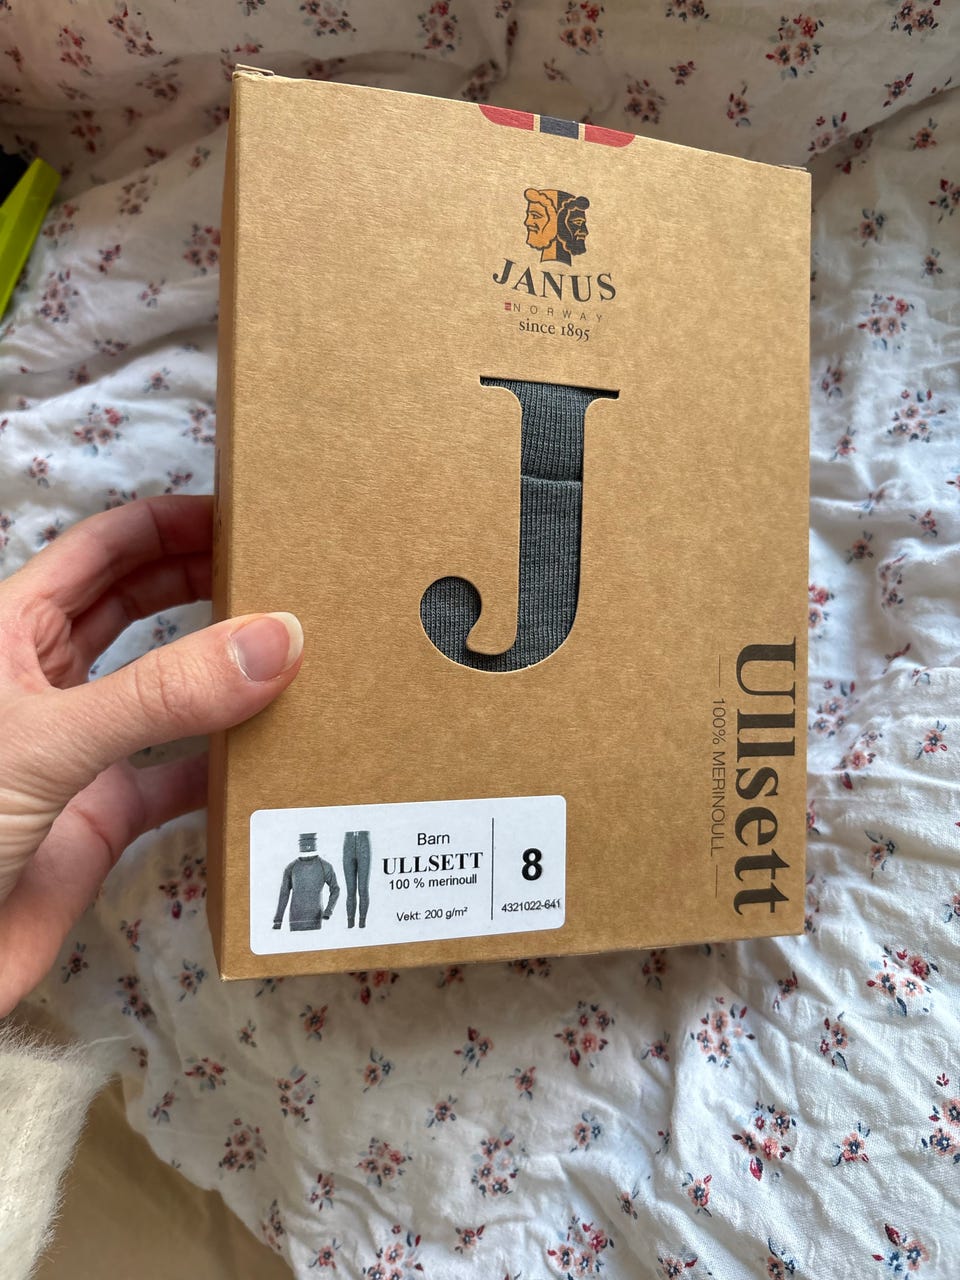 JANUS
NORWAY
since 1895
J
Ullsett
100% MERINOULL
Barn
ULLSETT
100 % merinoull
Vekt: 200 g/m²
8
4321022-641